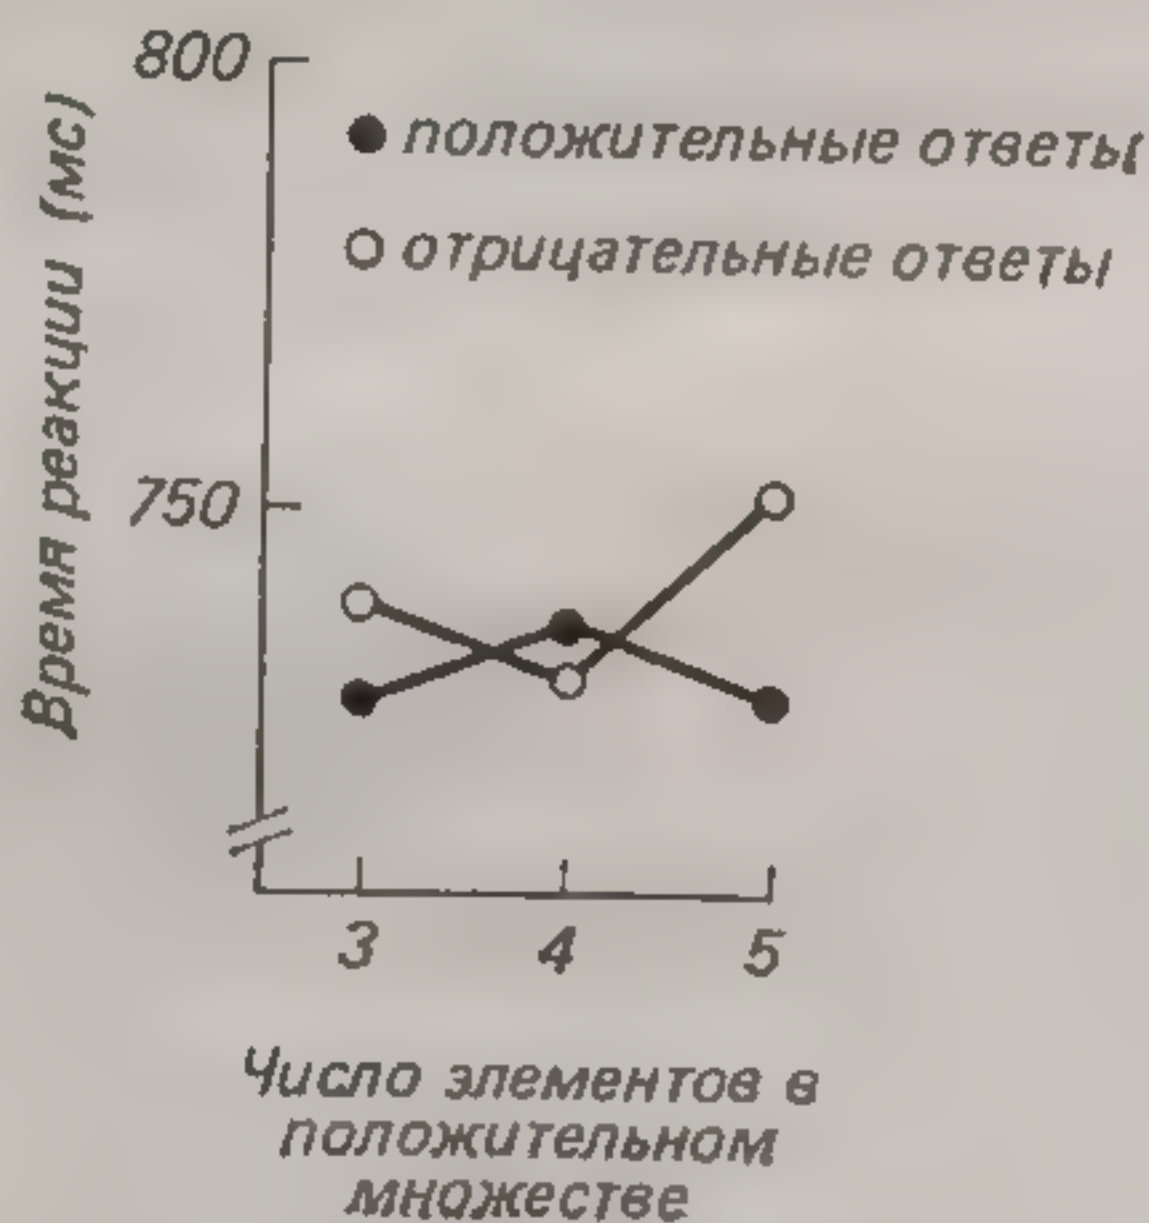 800
положительные ответы
отрицательные ответы
Время реакции (мс)
750
3 4 5
Число элементов в
положительном
множестве